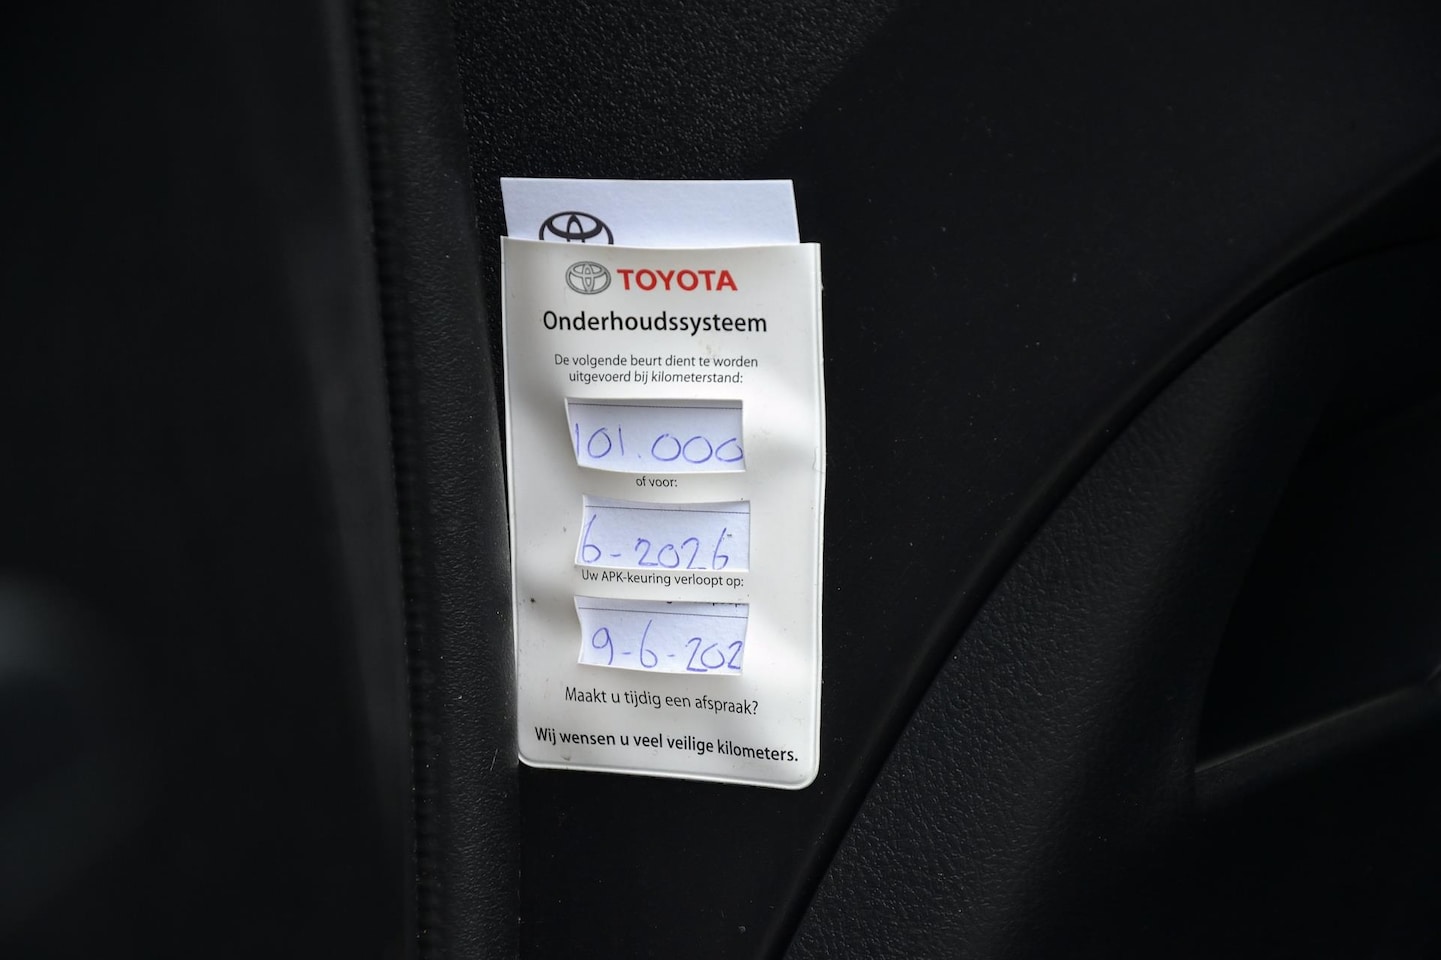 TOYOTA
Onderhoudssysteem
De volgende beurt dient te worden
uitgevoerd bij kilometerstand:
101.000
of voor:
6-2026
Uw APK-keuring verloopt op:
9-6-202
Maakt u tijdig een afspraak?
Wij wensen u veel veilige kilometers.